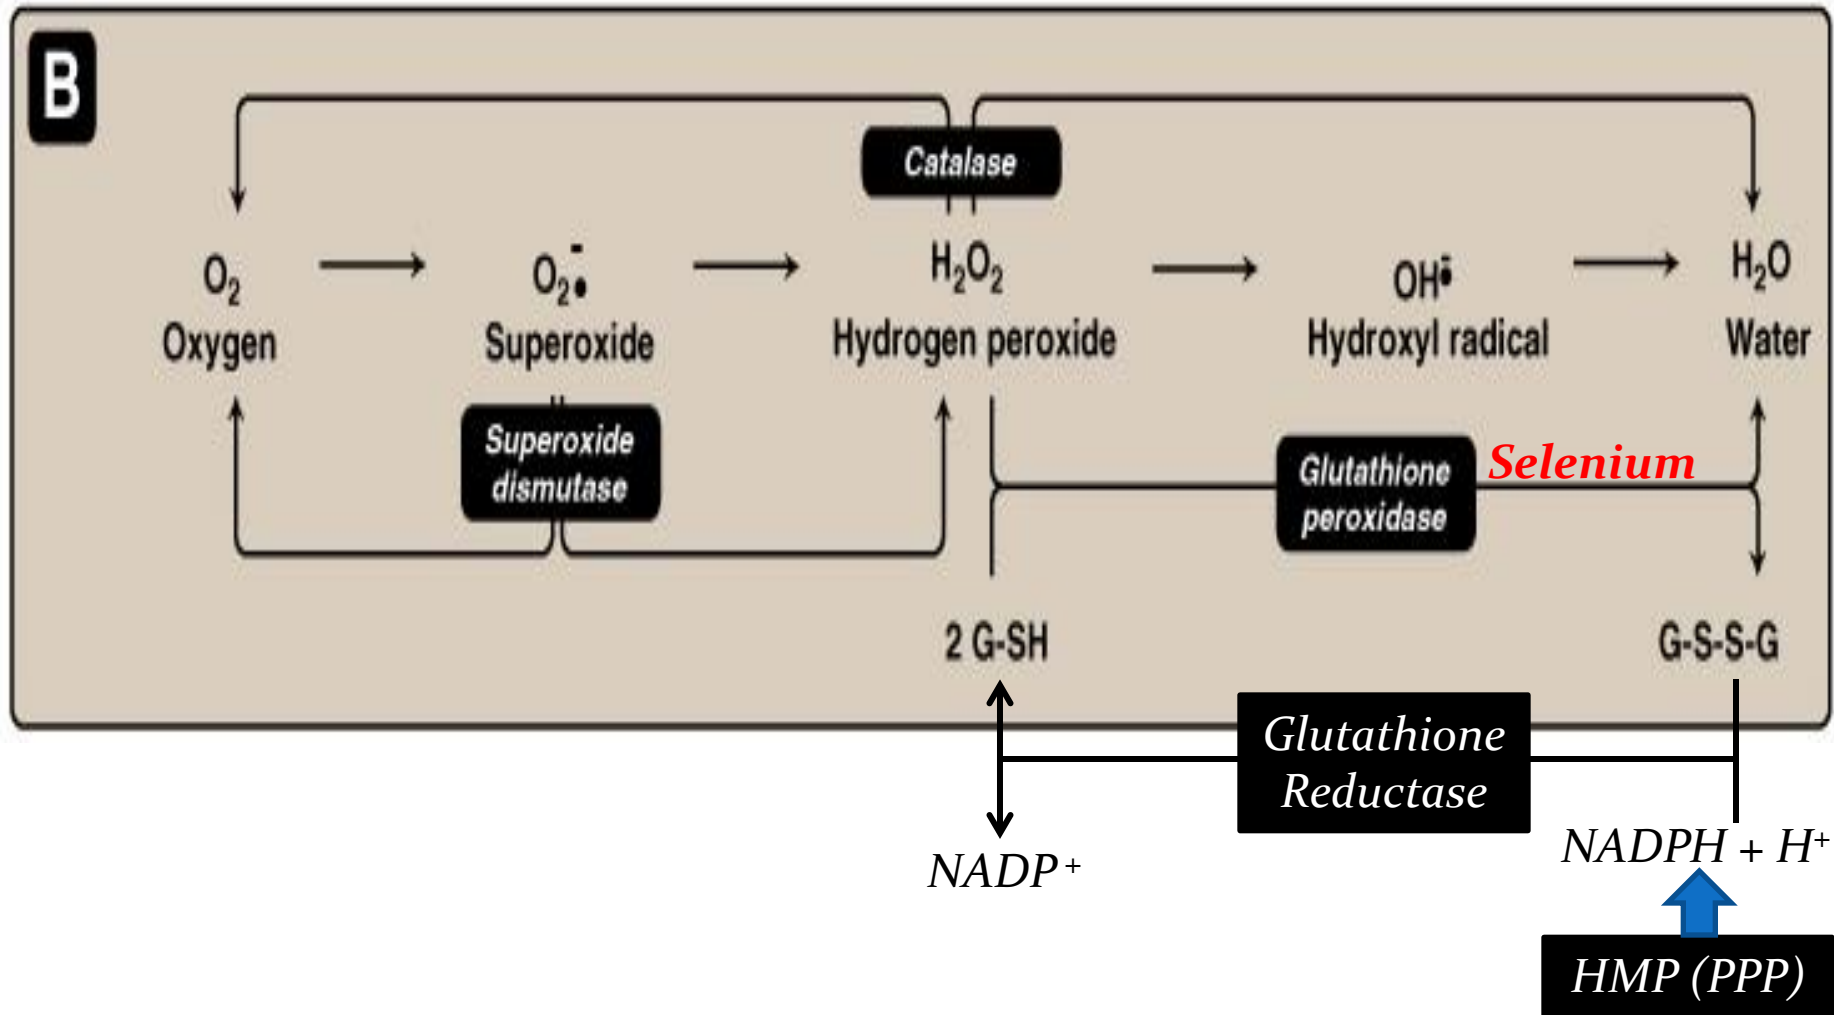 B
Catalase
O₂
O₂•⁻
H₂O₂
OH•̄
H₂O
Oxygen
Superoxide
Hydrogen peroxide
Hydroxyl radical
Water
Superoxide
dismutase
Glutathione
peroxidase
Selenium
2 G-SH
G-S-S-G
Glutathione
Reductase
NADP⁺
NADPH + H⁺
HMP (PPP)